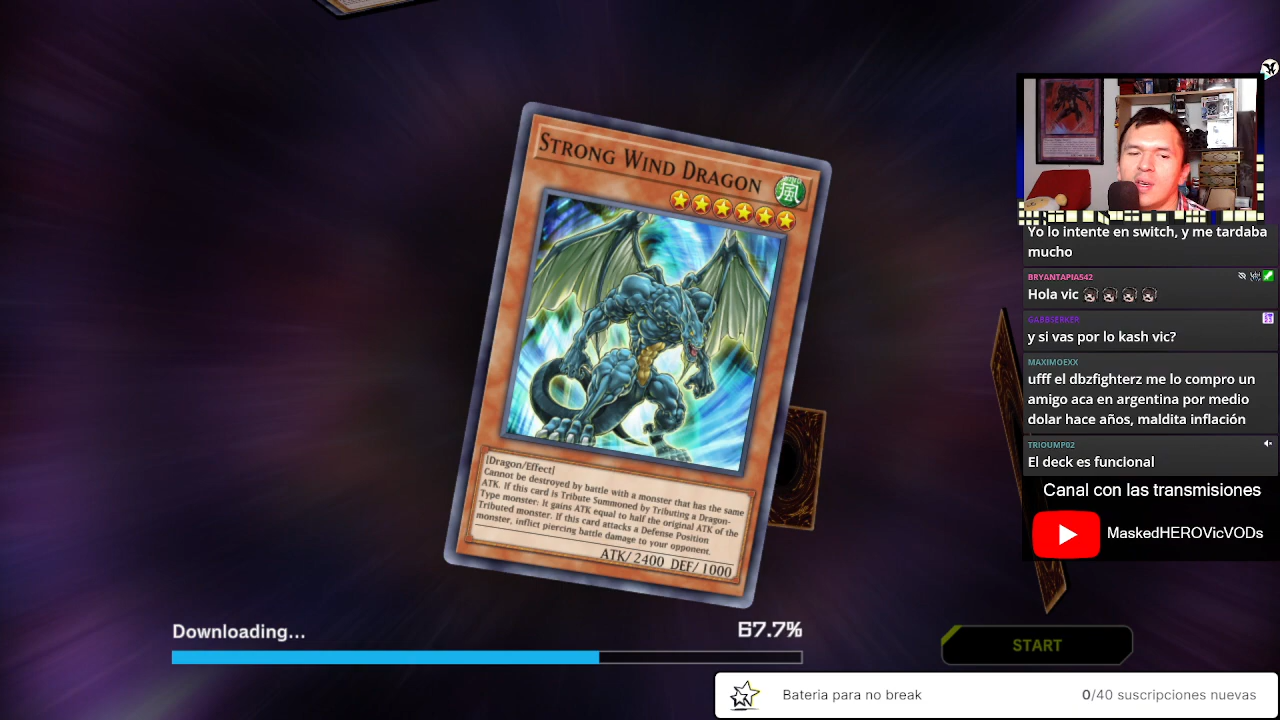 STRONG WIND DRAGON
WIND
風
[Dragon/Effect]
Cannot be destroyed by battle with a monster that has the same
ATK. If this card is Tribute Summoned by Tributing a Dragon-
Type monster: It gains ATK equal to half the original ATK of the
Tributed monster. If this card attacks a Defense Position
monster, inflict piercing battle damage to your opponent.
ATK/ 2400 DEF/ 1000
Downloading...
67.7%
START
Yo lo intente en switch, y me tardaba
mucho
BRYANTAPIA542
Hola vic
GABBSERKER
y si vas por lo kash vic?
MAXIMOEXX
ufff el dbzfighterz me lo compro un
amigo aca en argentina por medio
dolar hace años, maldita inflación
TRIOUMP02
El deck es funcional
Canal con las transmisiones
MaskedHEROVicVODs
Bateria para no break
0/40 suscripciones nuevas